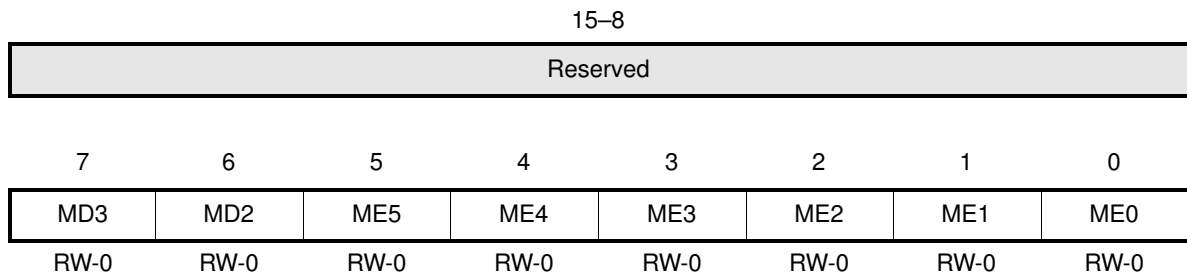 15–8
Reserved
7 6 5 4 3 2 1 0
MD3 MD2 ME5 ME4 ME3 ME2 ME1 ME0
RW-0 RW-0 RW-0 RW-0 RW-0 RW-0 RW-0 RW-0